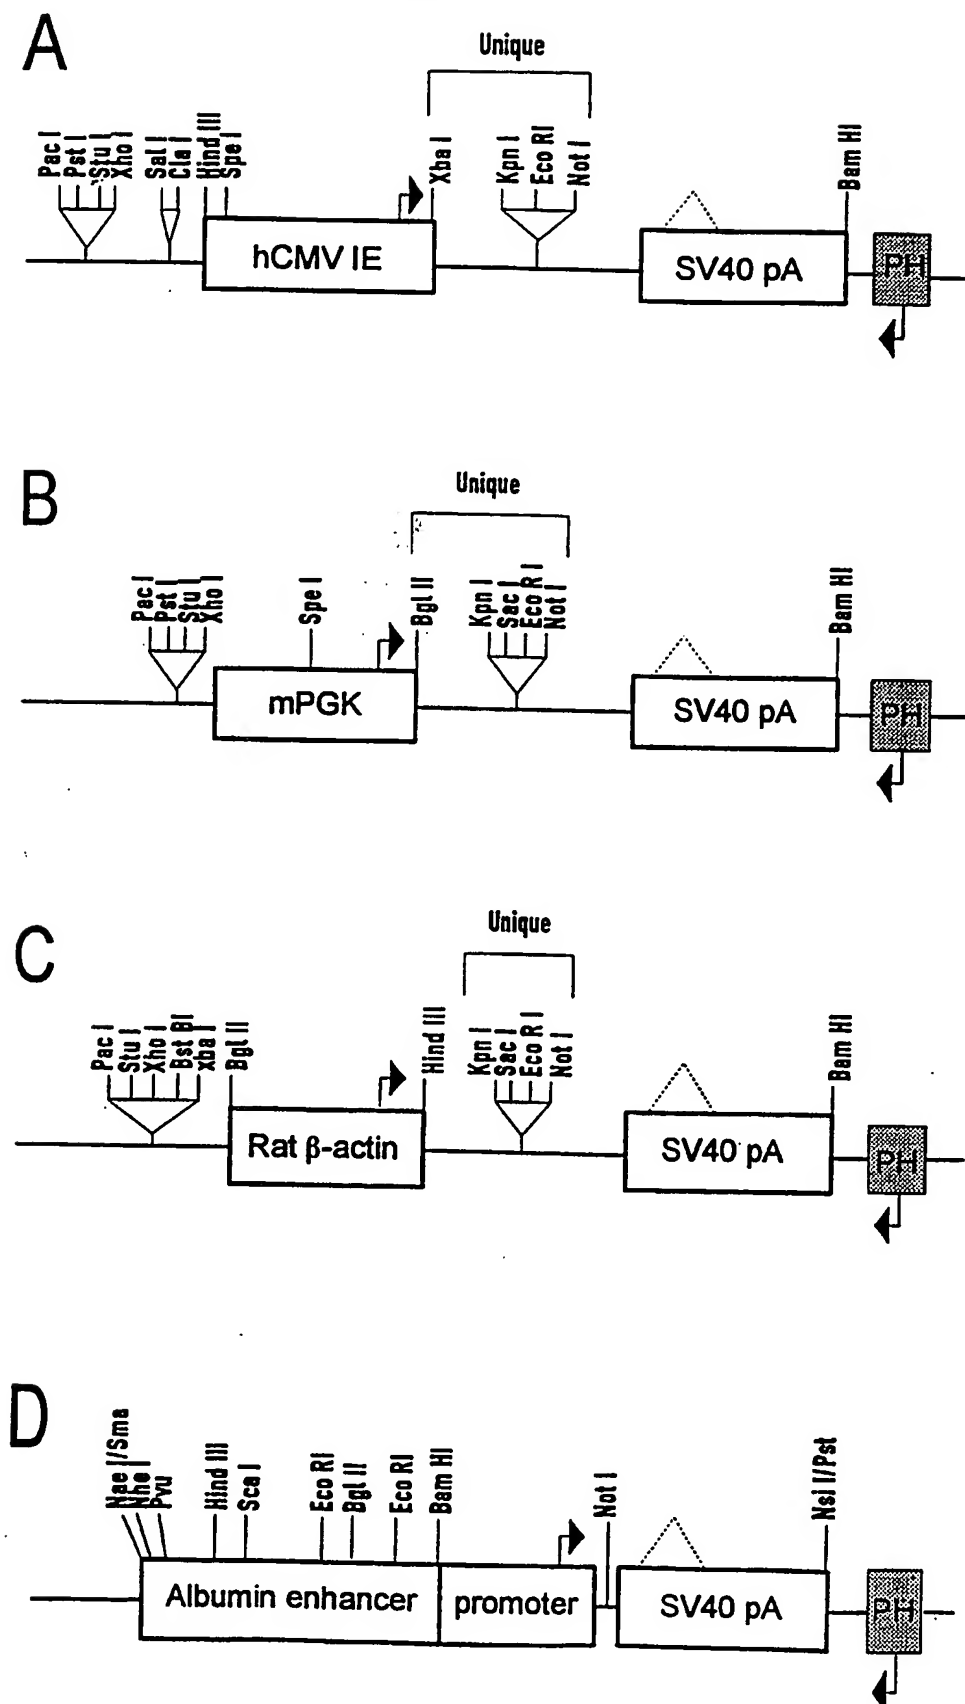 A
Unique
Pac I
Pst I
Stu I
Xho I
Sal I
Cla I
Hind III
Spe I
Xba I
Kpn I
Eco RI
Not I
Bam HI
hCMV IE
SV40 pA
PH
B
Unique
Pac I
Pst I
Stu I
Xho I
Spe I
Bgl II
Kpn I
Sac I
Eco R I
Not I
Bam HI
mPGK
SV40 pA
PH
C
Unique
Pac I
Stu I
Xho I
Bst BI
xba I
Bgl II
Hind III
Kpn I
Sac I
Eco R I
Not I
Bam HI
Rat β-actin
SV40 pA
PH
D
Nae I/Sma
Nhe I
Pvu
Hind III
Sca I
Eco RI
Bgl II
Eco RI
Bam HI
Not I
Nsi I/Pst
Albumin enhancer
promoter
SV40 pA
PH